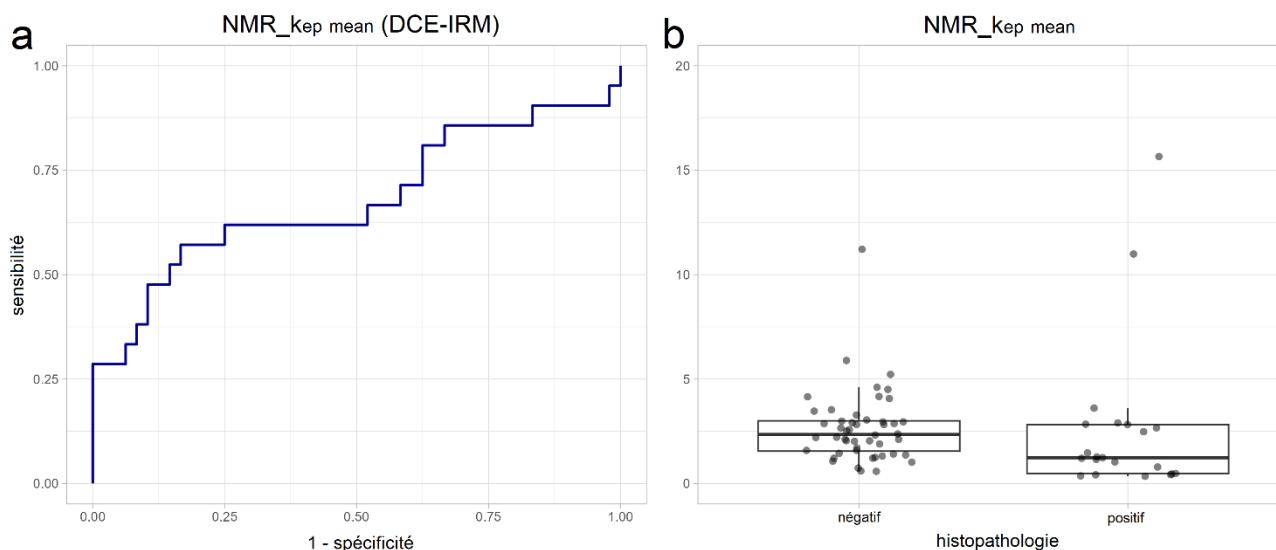 a
NMR_kep mean (DCE-IRM)
1.00
0.75
0.50
0.25
0.00
sensibilité
0.00 0.25 0.50 0.75 1.00
1 - spécificité
b
NMR_kep mean
20
15
10
5
0
négatif positif
histopathologie